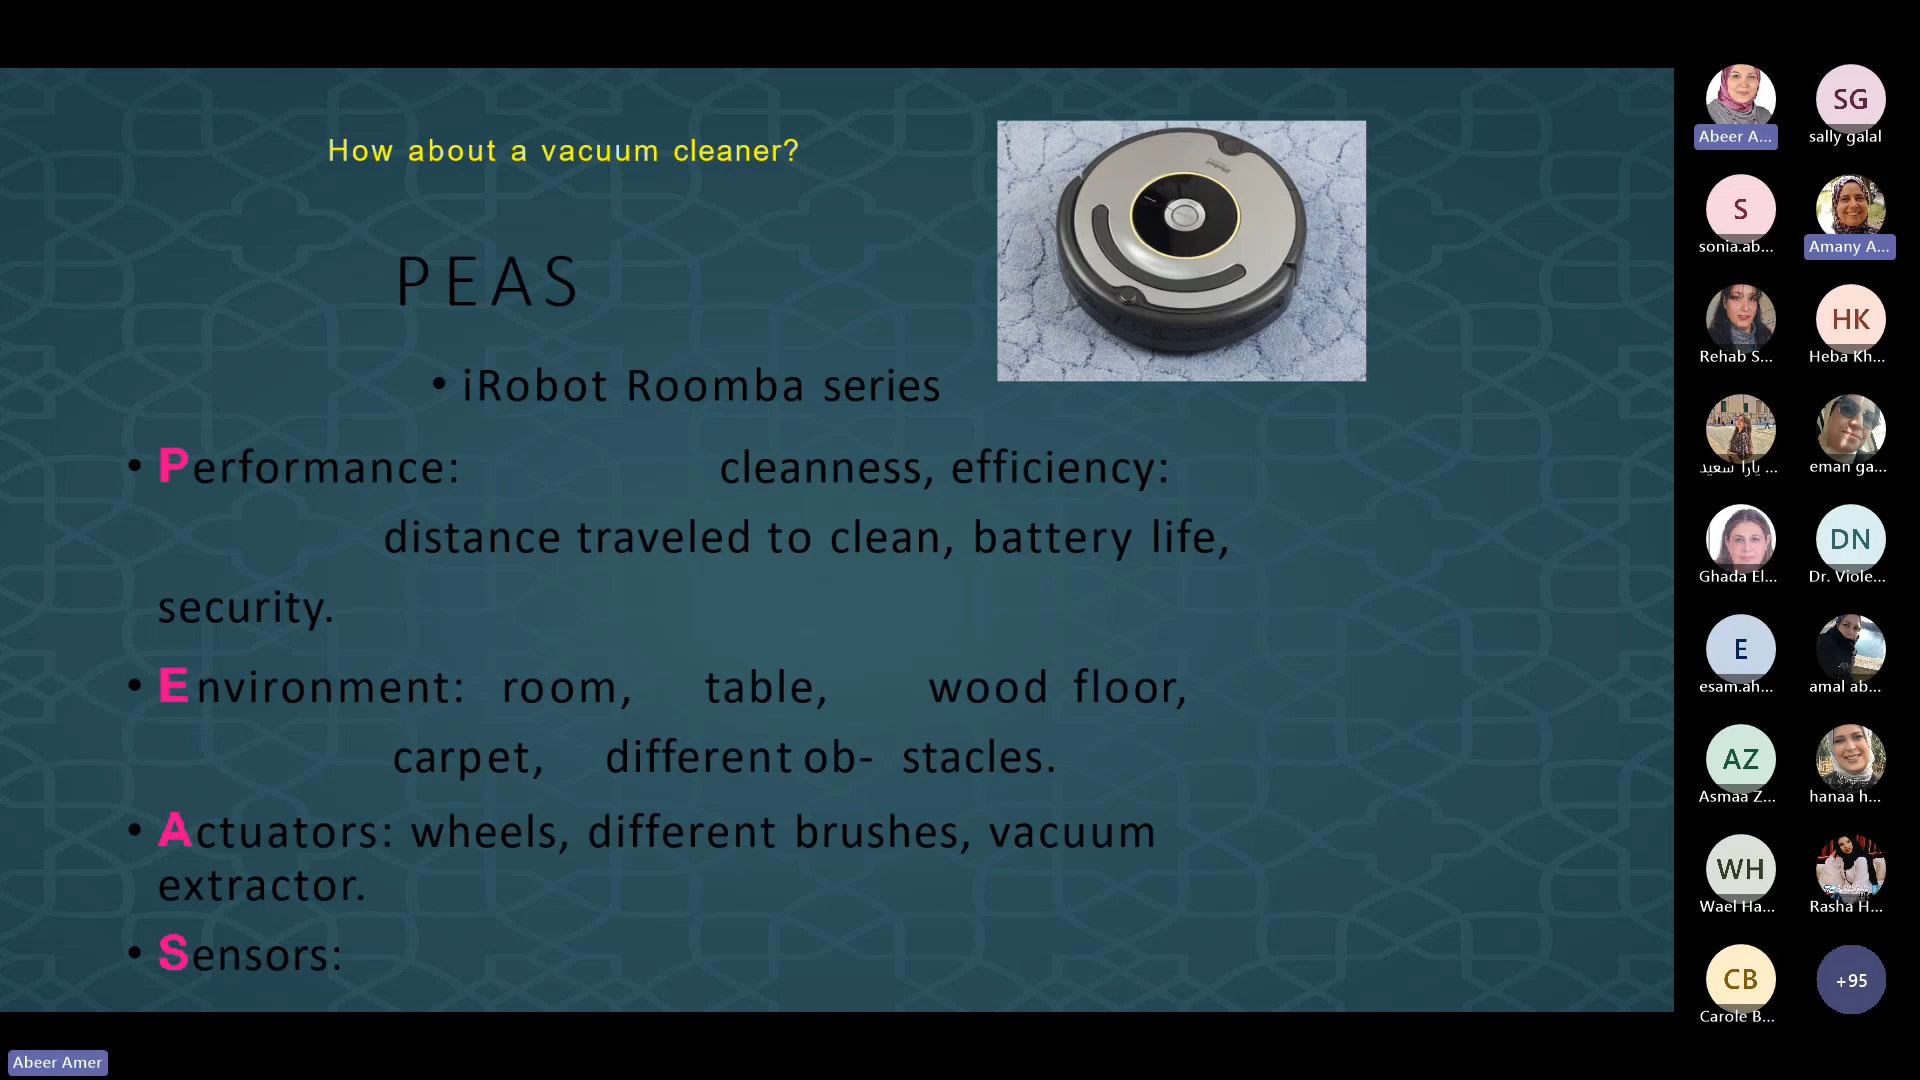 How about a vacuum cleaner?
PEAS
• iRobot Roomba series
• Performance: cleanness, efficiency:
distance traveled to clean, battery life,
security.
• Environment: room, table, wood floor,
carpet, different ob- stacles.
• Actuators: wheels, different brushes, vacuum
extractor.
• Sensors:
Abeer A...
SG
sally galal
S
sonia.ab...
Amany A...
Rehab S...
HK
Heba Kh...
يارا سعيد ...
eman ga...
Ghada El...
DN
Dr. Viole...
E
esam.ah...
amal ab...
AZ
Asmaa Z...
hanaa h...
WH
Wael Ha...
Rasha H...
CB
Carole B...
+95
Abeer Amer